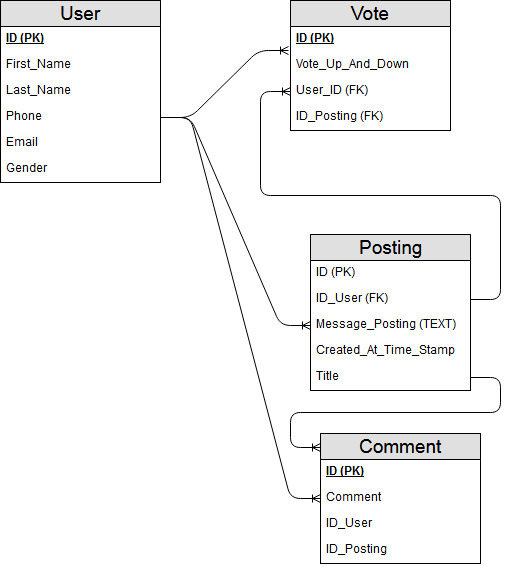 User
ID (PK)
First_Name
Last_Name
Phone
Email
Gender
Vote
ID (PK)
Vote_Up_And_Down
User_ID (FK)
ID_Posting (FK)
Posting
ID (PK)
ID_User (FK)
Message_Posting (TEXT)
Created_At_Time_Stamp
Title
Comment
ID (PK)
Comment
ID_User
ID_Posting